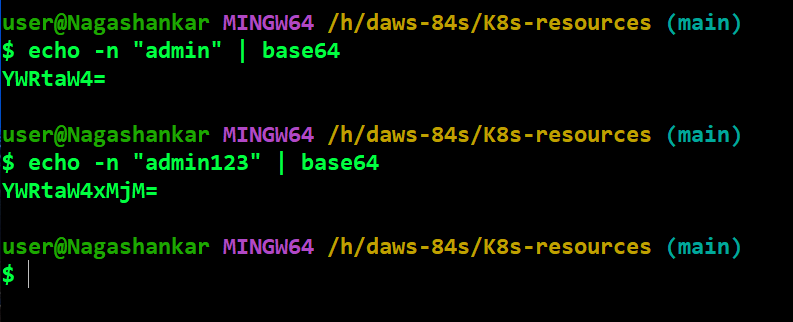 user@Nagashankar MINGW64 /h/daws-84s/K8s-resources (main)
$ echo -n "admin" | base64
YWRtaW4=
user@Nagashankar MINGW64 /h/daws-84s/K8s-resources (main)
$ echo -n "admin123" | base64
YWRtaW4xMjM=
user@Nagashankar MINGW64 /h/daws-84s/K8s-resources (main)
$